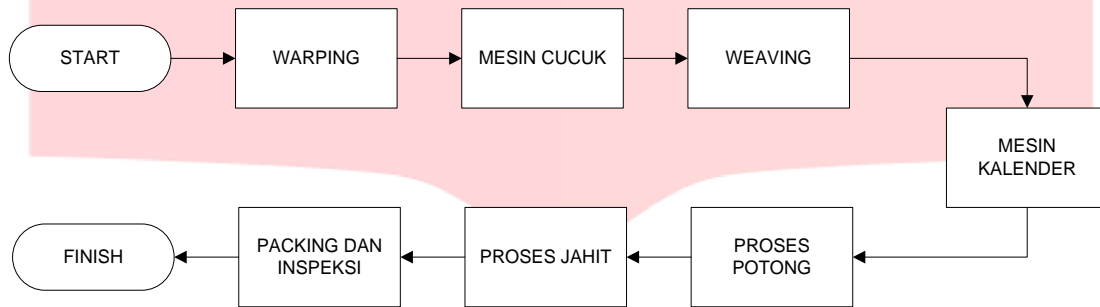 START
WARPING
MESIN CUCUK
WEAVING
MESIN
KALENDER
PROSES
POTONG
PROSES JAHIT
PACKING DAN
INSPEKSI
FINISH